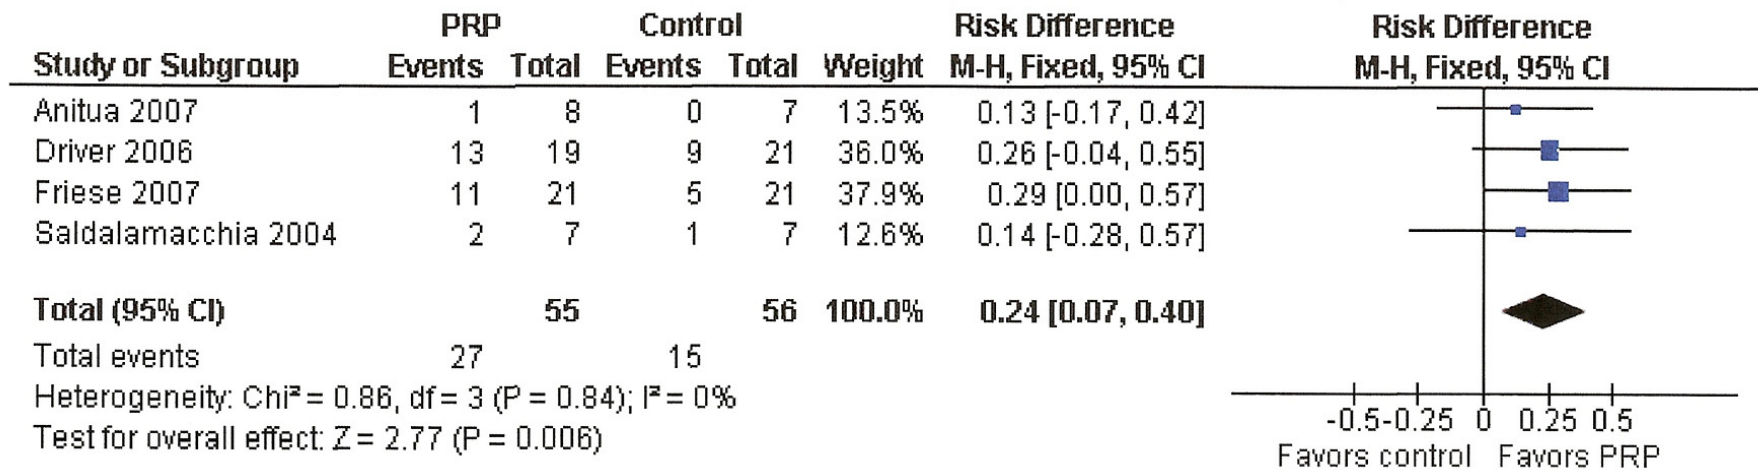 PRP Control Risk Difference Risk Difference
Study or Subgroup Events Total Events Total Weight M-H, Fixed, 95% CI M-H, Fixed, 95% CI
Anitua 2007 1 8 0 7 13.5% 0.13 [-0.17, 0.42]
Driver 2006 13 19 9 21 36.0% 0.26 [-0.04, 0.55]
Friese 2007 11 21 5 21 37.9% 0.29 [0.00, 0.57]
Saldalamacchia 2004 2 7 1 7 12.6% 0.14 [-0.28, 0.57]
Total (95% CI) 55 56 100.0% 0.24 [0.07, 0.40]
Total events 27 15
Heterogeneity: Chi² = 0.86, df = 3 (P = 0.84); I² = 0%
Test for overall effect: Z = 2.77 (P = 0.006)
-0.5 -0.25 0 0.25 0.5
Favors control Favors PRP